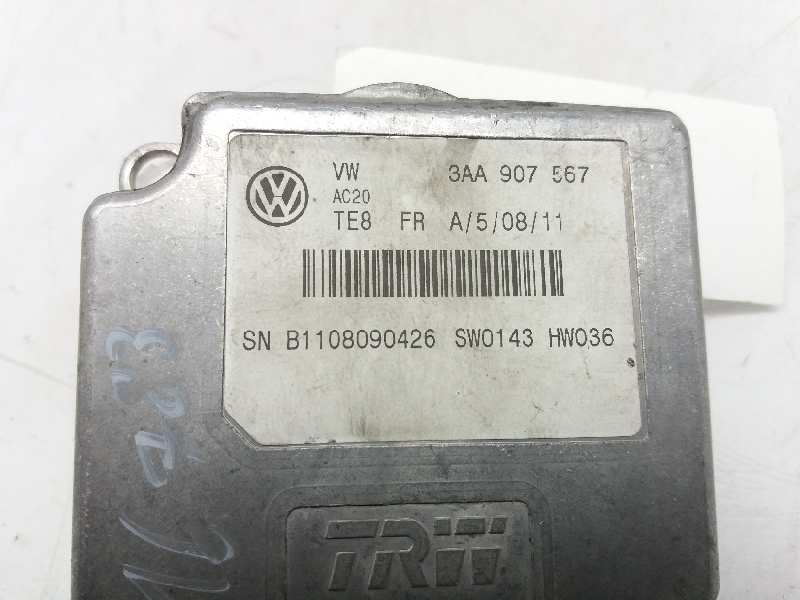 VW 3AA 907 567
AC20
TE8 FR A/5/08/11
SN B1108090426 SW0143 HW036
TRW